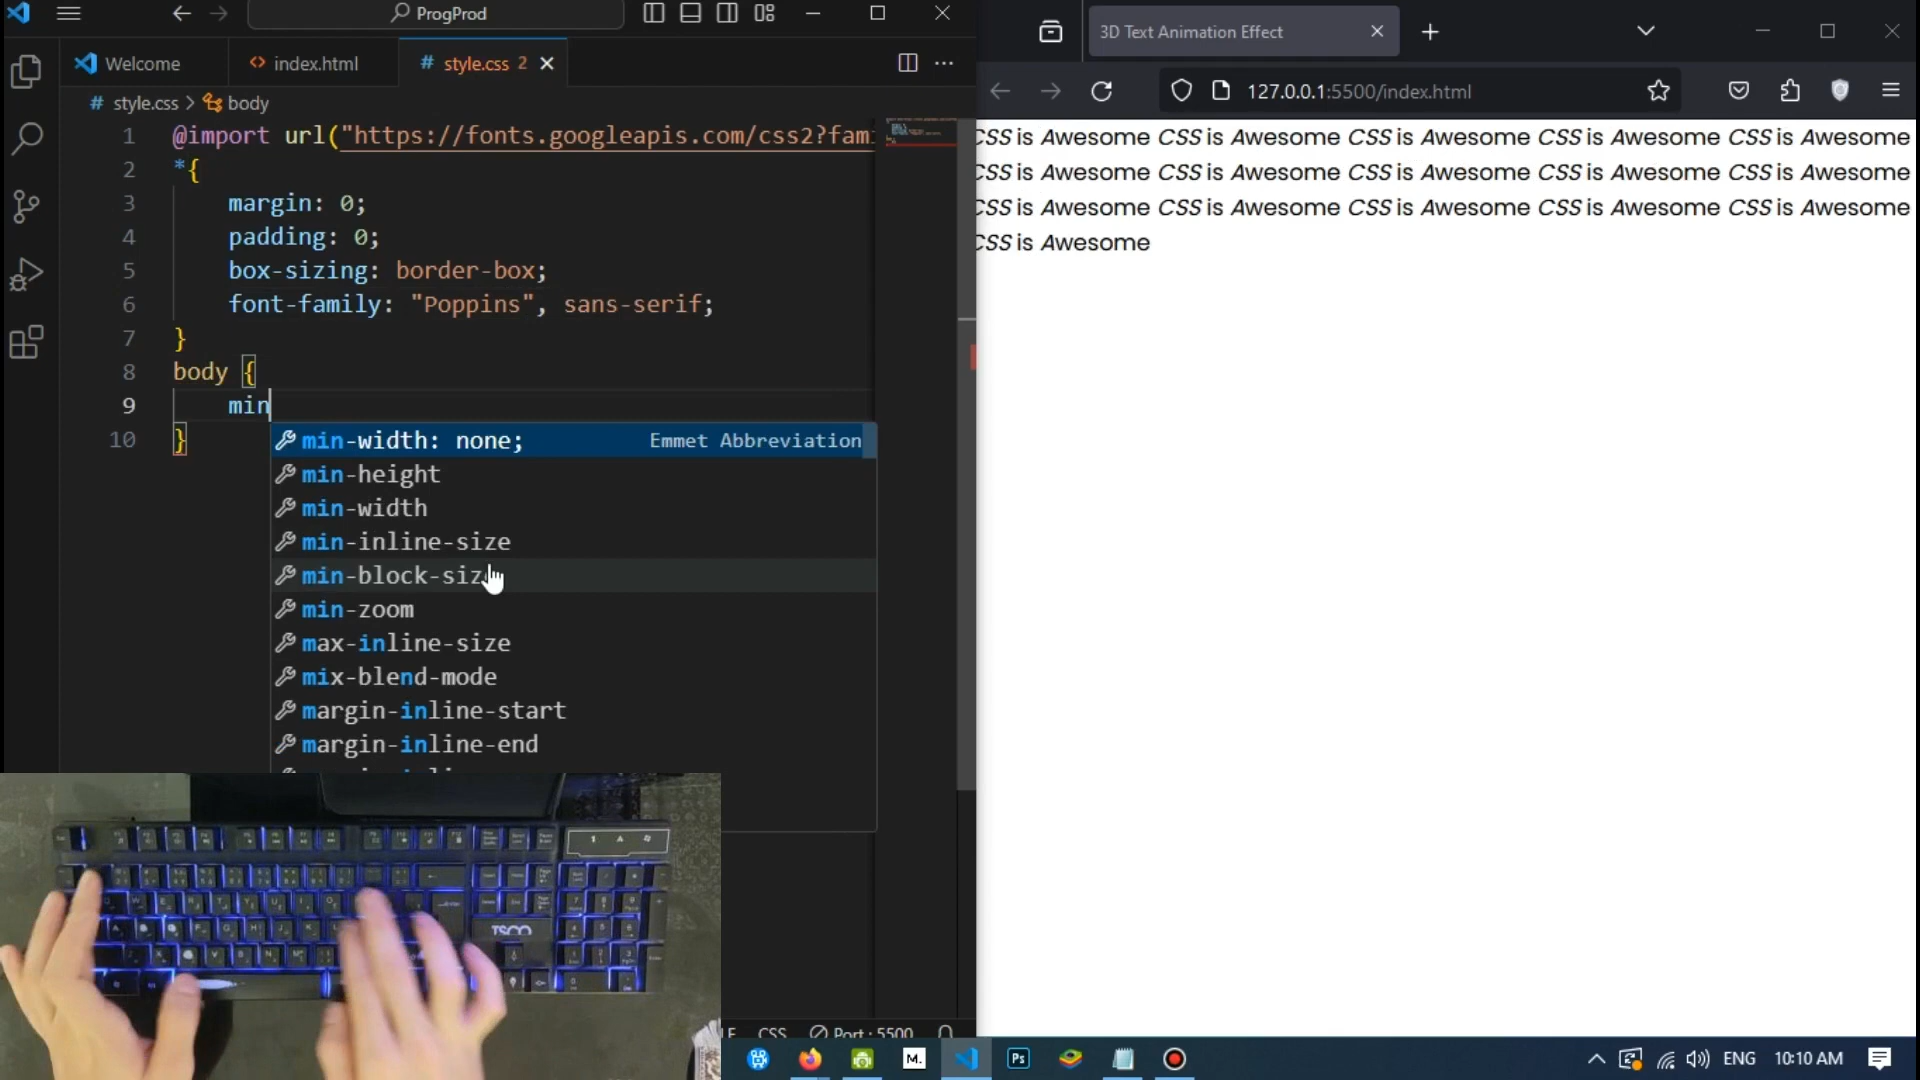 ProgProd
Welcome
index.html
style.css 2
style.css > body
1 @import url("https://fonts.googleapis.com/css2?fami
2 *{
3 margin: 0;
4 padding: 0;
5 box-sizing: border-box;
6 font-family: "Poppins", sans-serif;
7 }
8 body {
9 min
10 }
min-width: none; Emmet Abbreviation
min-height
min-width
min-inline-size
min-block-size
min-zoom
max-inline-size
mix-blend-mode
margin-inline-start
margin-inline-end
TSCO
CSS Port : 5500
3D Text Animation Effect
127.0.0.1:5500/index.html
CSS is Awesome CSS is Awesome CSS is Awesome CSS is Awesome CSS is Awesome
CSS is Awesome CSS is Awesome CSS is Awesome CSS is Awesome CSS is Awesome
CSS is Awesome CSS is Awesome CSS is Awesome CSS is Awesome CSS is Awesome
CSS is Awesome
M.
Ps
ENG
10:10 AM